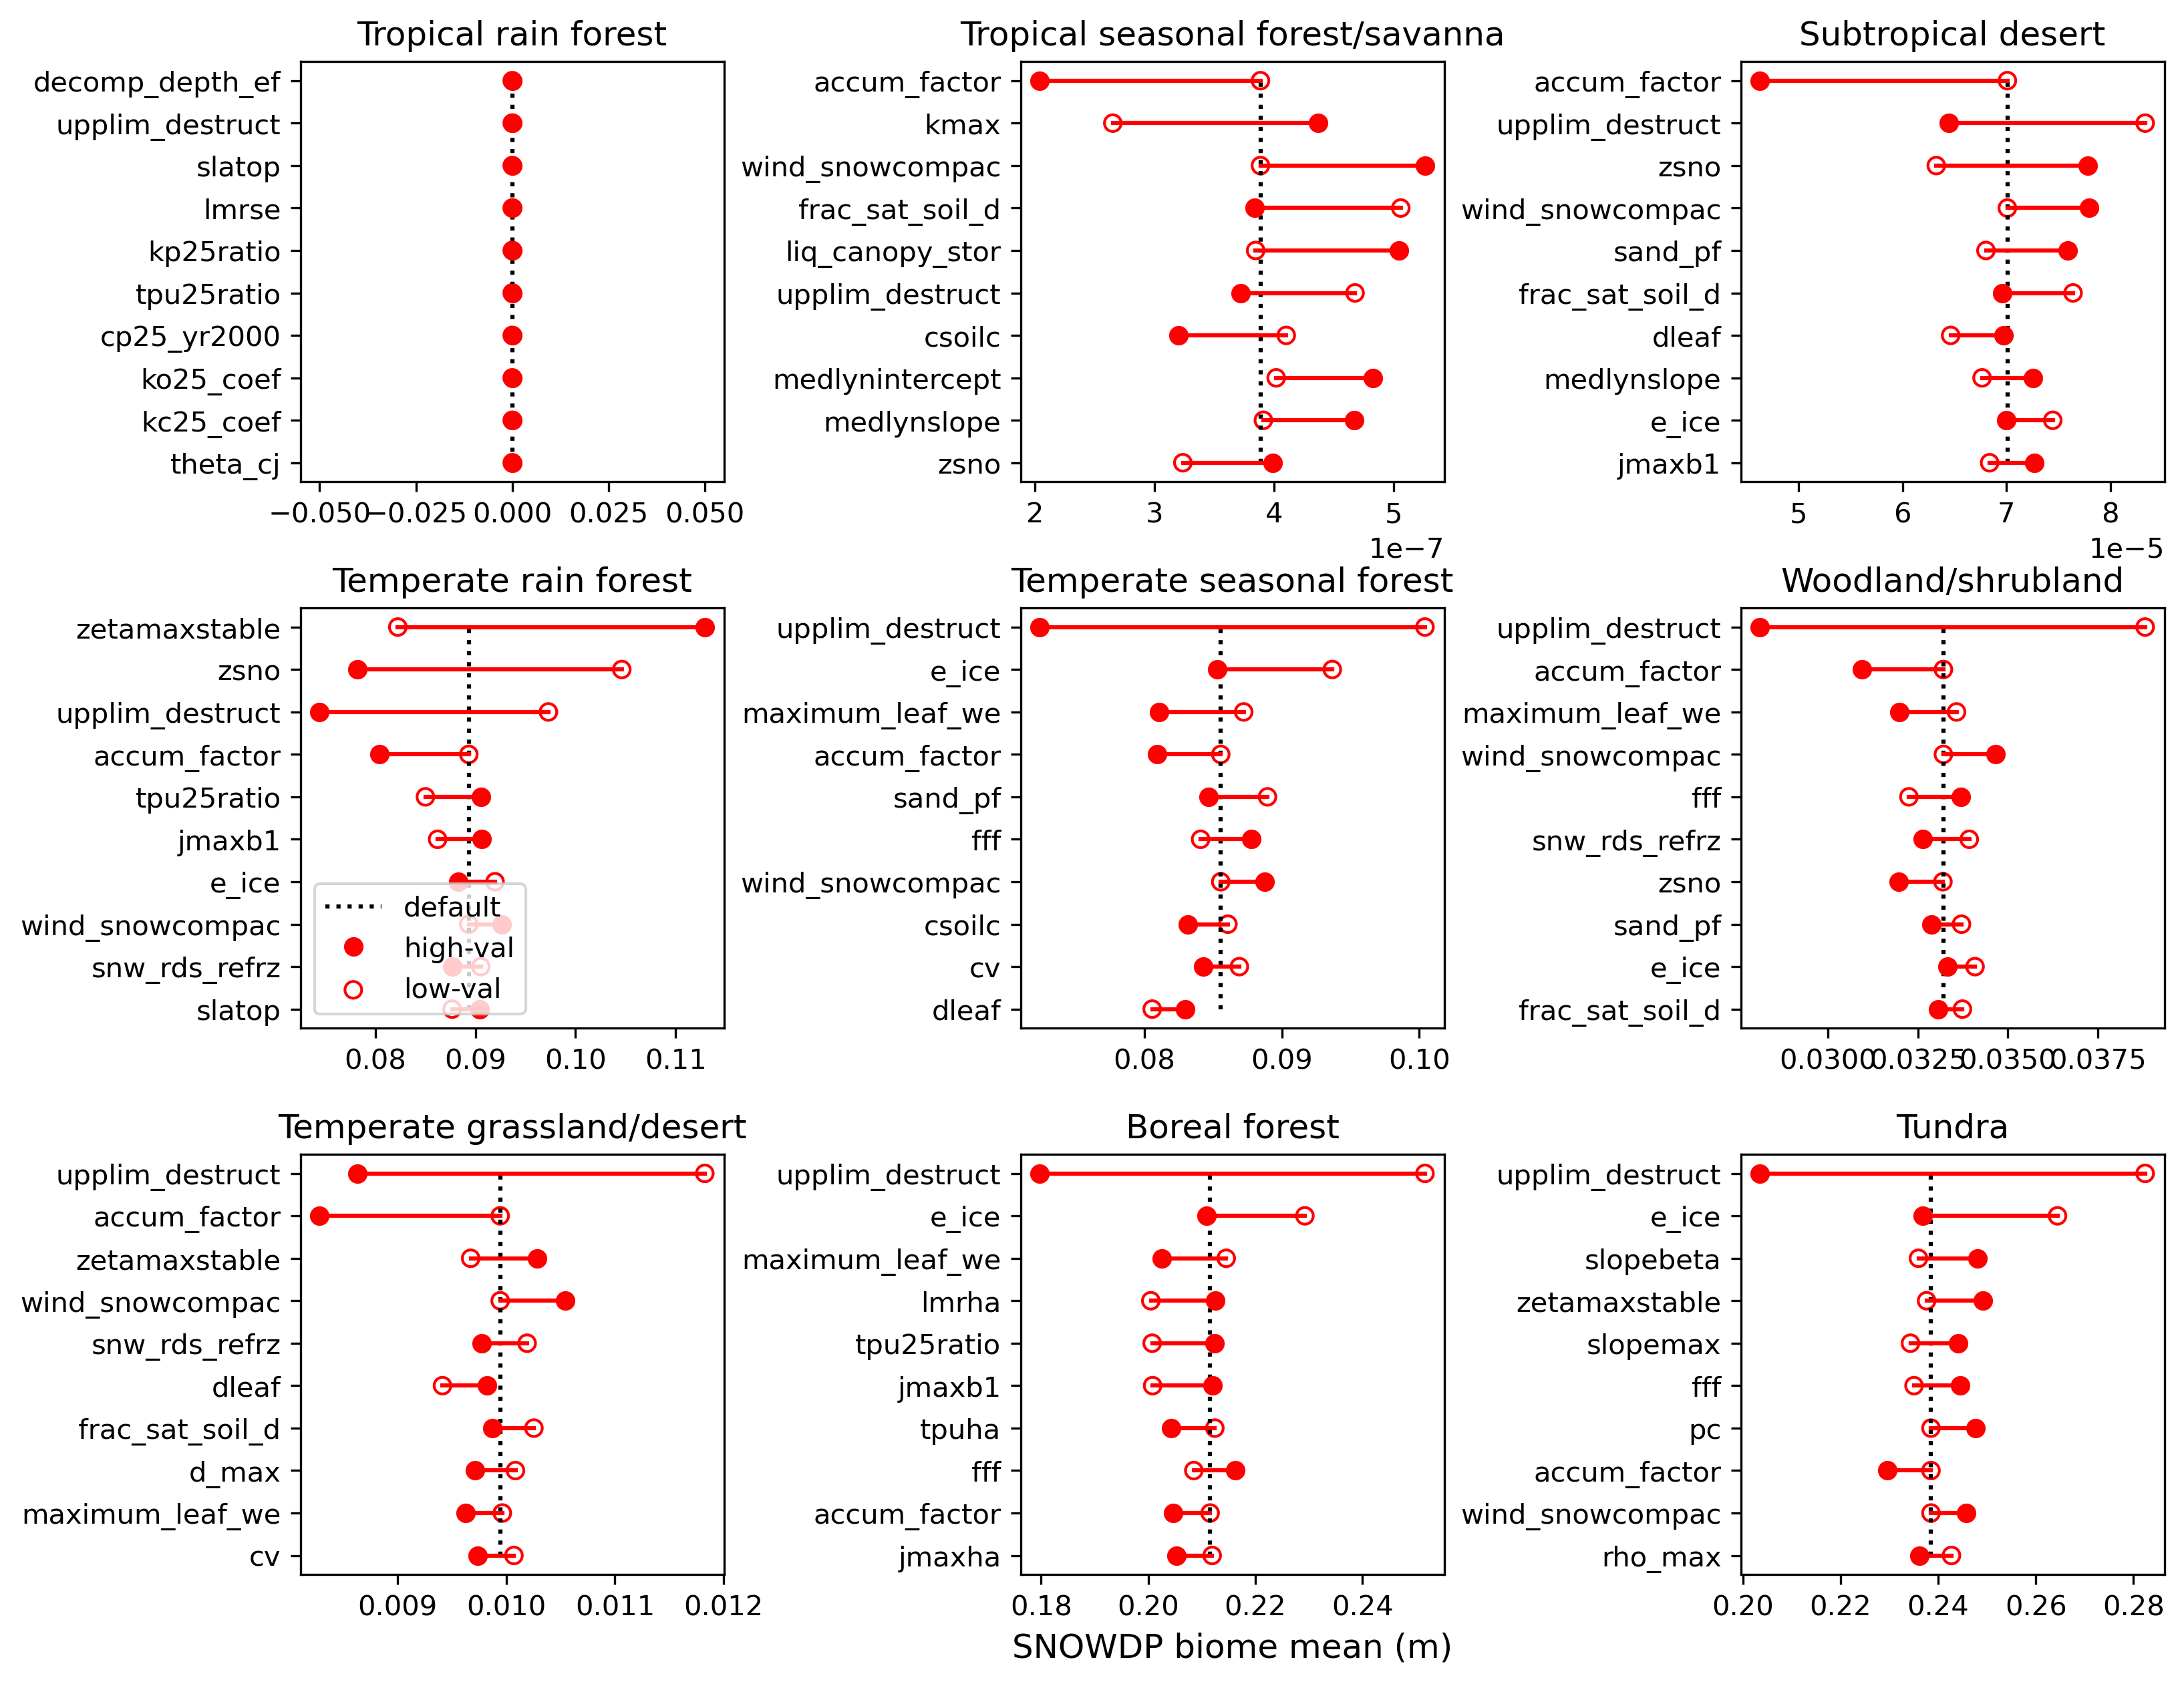 Tropical rain forest
decomp_depth_ef
upplim_destruct
slatop
lmrse
kp25ratio
tpu25ratio
cp25_yr2000
ko25_coef
kc25_coef
theta_cj
−0.050 −0.025 0.000 0.025 0.050
Tropical seasonal forest/savanna
accum_factor
kmax
wind_snowcompac
frac_sat_soil_d
liq_canopy_stor
upplim_destruct
csoilc
medlynintercept
medlynslope
zsno
2 3 4 5
1e−7
Subtropical desert
accum_factor
upplim_destruct
zsno
wind_snowcompac
sand_pf
frac_sat_soil_d
dleaf
medlynslope
e_ice
jmaxb1
5 6 7 8
1e−5
Temperate rain forest
zetamaxstable
zsno
upplim_destruct
accum_factor
tpu25ratio
jmaxb1
e_ice
wind_snowcompac
snw_rds_refrz
slatop
default
high-val
low-val
0.08 0.09 0.10 0.11
Temperate seasonal forest
upplim_destruct
e_ice
maximum_leaf_we
accum_factor
sand_pf
fff
wind_snowcompac
csoilc
cv
dleaf
0.08 0.09 0.10
Woodland/shrubland
upplim_destruct
accum_factor
maximum_leaf_we
wind_snowcompac
fff
snw_rds_refrz
zsno
sand_pf
e_ice
frac_sat_soil_d
0.0300 0.0325 0.0350 0.0375
Temperate grassland/desert
upplim_destruct
accum_factor
zetamaxstable
wind_snowcompac
snw_rds_refrz
dleaf
frac_sat_soil_d
d_max
maximum_leaf_we
cv
0.009 0.010 0.011 0.012
Boreal forest
upplim_destruct
e_ice
maximum_leaf_we
lmrha
tpu25ratio
jmaxb1
tpuha
fff
accum_factor
jmaxha
0.18 0.20 0.22 0.24
SNOWDP biome mean (m)
Tundra
upplim_destruct
e_ice
slopebeta
zetamaxstable
slopemax
fff
pc
accum_factor
wind_snowcompac
rho_max
0.20 0.22 0.24 0.26 0.28